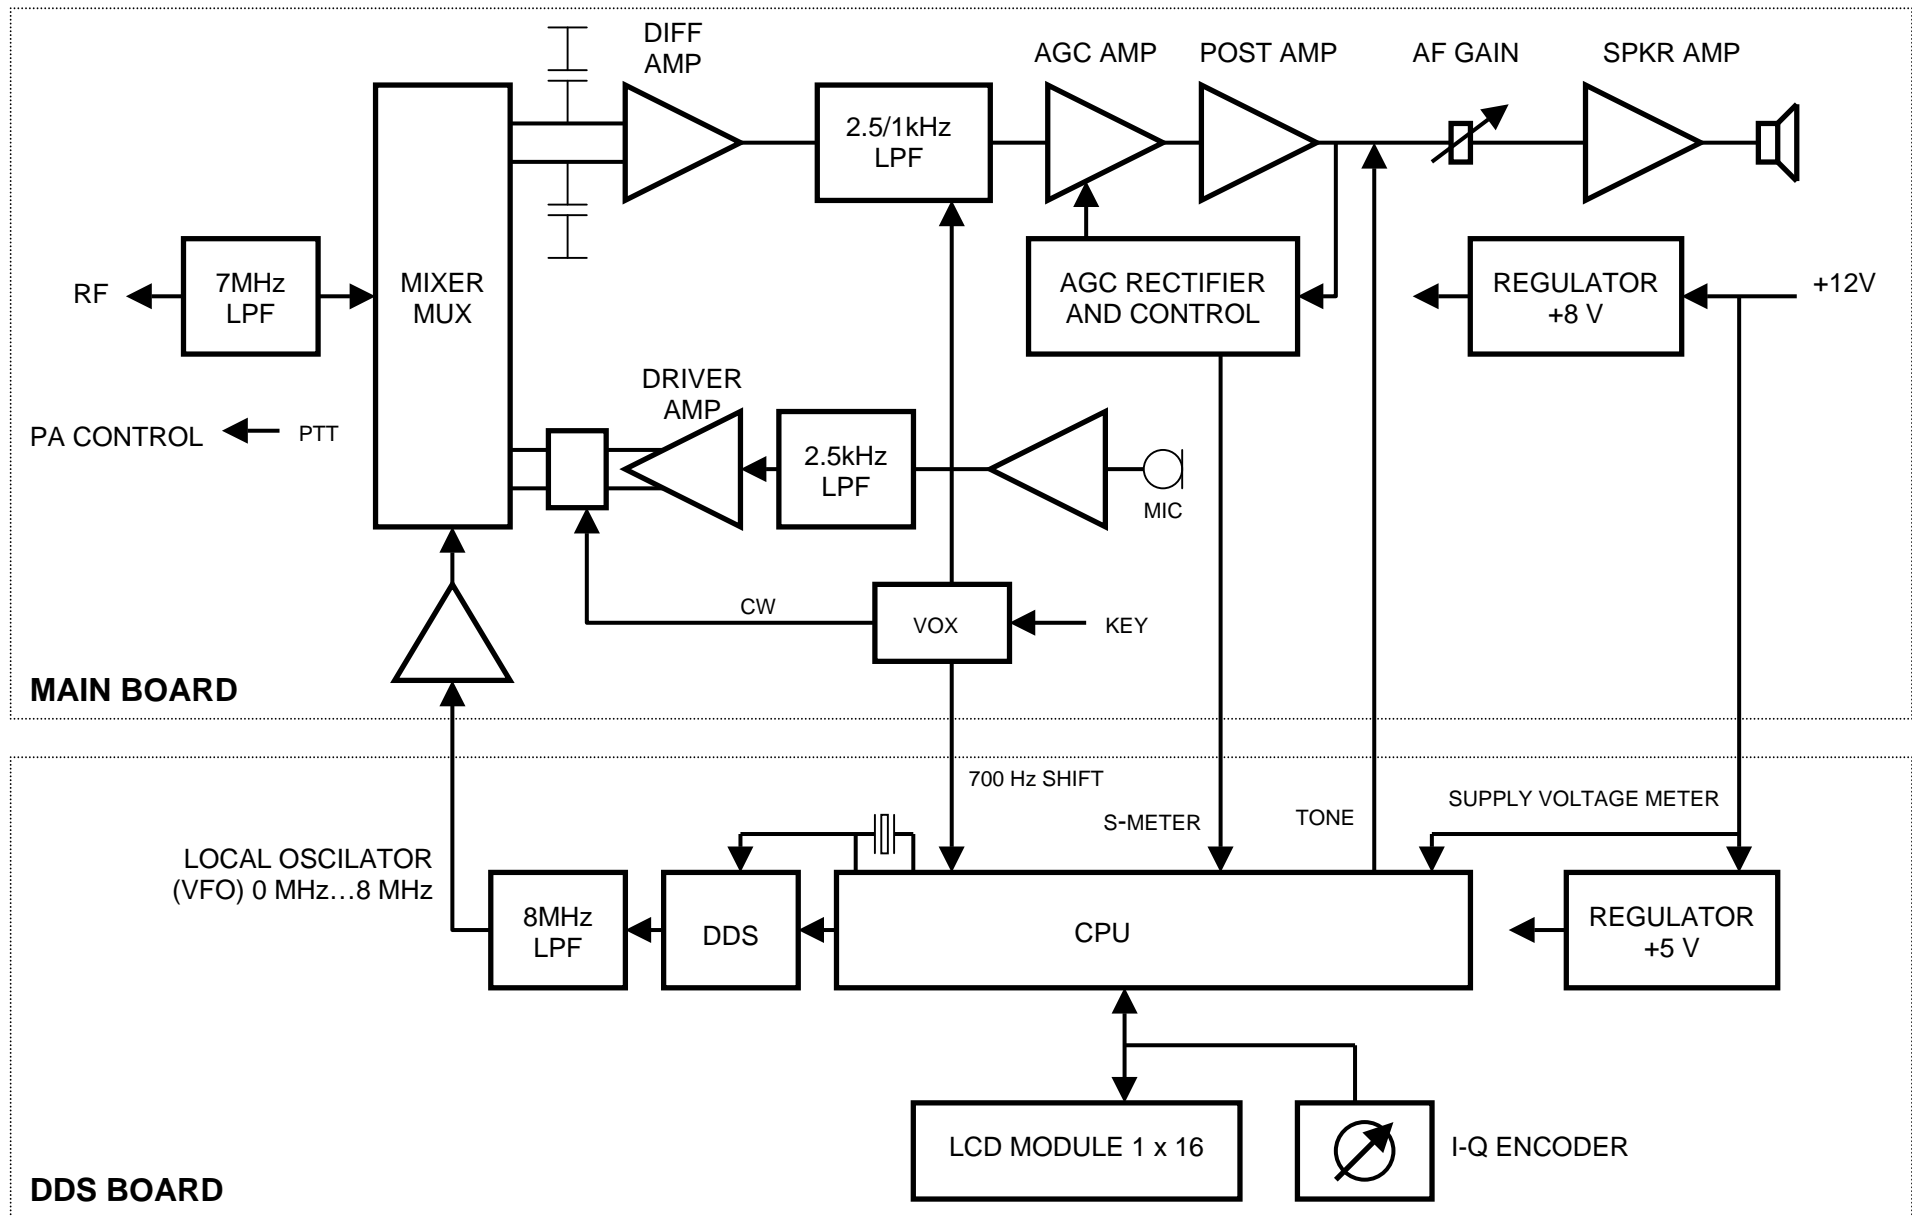 DIFF
AMP
AGC AMP
POST AMP
AF GAIN
SPKR AMP
2.5/1kHz
LPF
RF
7MHz
LPF
MIXER
MUX
AGC RECTIFIER
AND CONTROL
REGULATOR
+8 V
+12V
DRIVER
AMP
PA CONTROL
PTT
2.5kHz
LPF
MIC
CW
VOX
KEY
MAIN BOARD
700 Hz SHIFT
S-METER
TONE
SUPPLY VOLTAGE METER
LOCAL OSCILATOR
(VFO) 0 MHz…8 MHz
8MHz
LPF
DDS
CPU
REGULATOR
+5 V
LCD MODULE 1 x 16
I-Q ENCODER
DDS BOARD